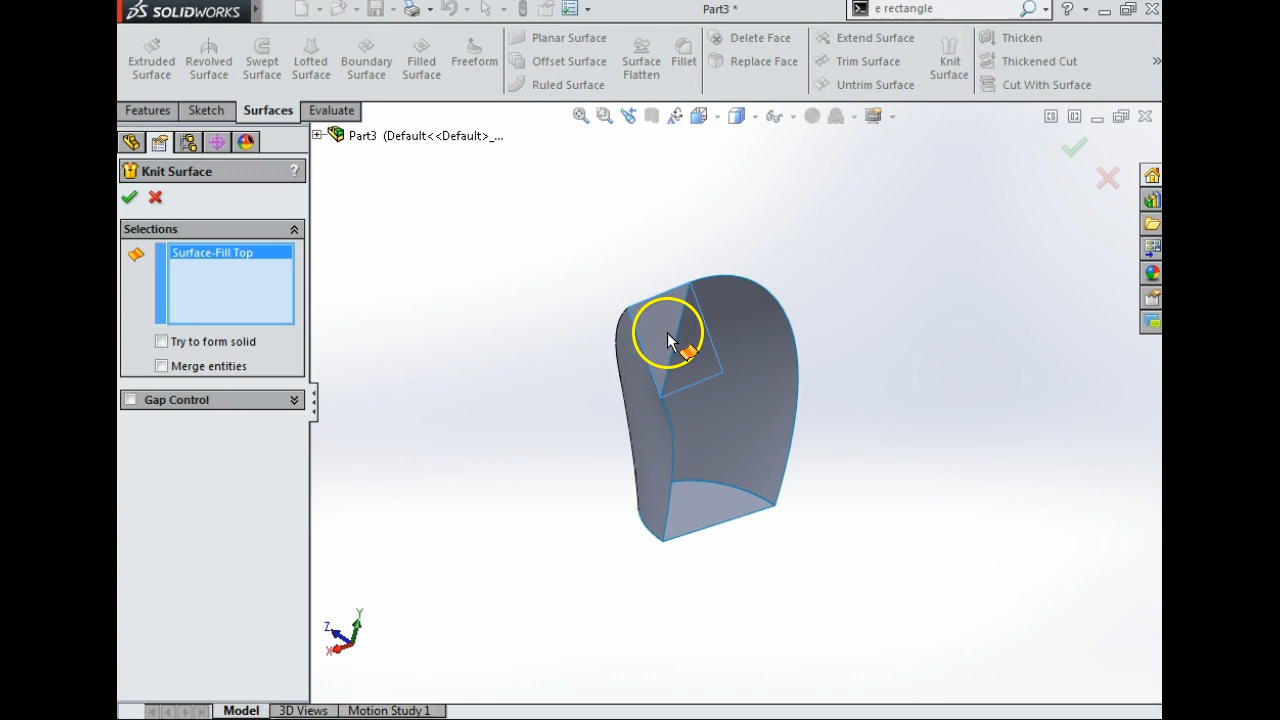 SOLIDWORKS
Part3 *
e rectangle
Extruded Surface
Revolved Surface
Swept Surface
Lofted Surface
Boundary Surface
Filled Surface
Freeform
Planar Surface
Offset Surface
Ruled Surface
Surface Flatten
Fillet
Delete Face
Replace Face
Extend Surface
Trim Surface
Untrim Surface
Knit Surface
Thicken
Thickened Cut
Cut With Surface
Features
Sketch
Surfaces
Evaluate
Part3 (Default<<Default>_...
Knit Surface
?
Selections
Surface-Fill Top
Try to form solid
Merge entities
Gap Control
Y
Z
X
Model
3D Views
Motion Study 1